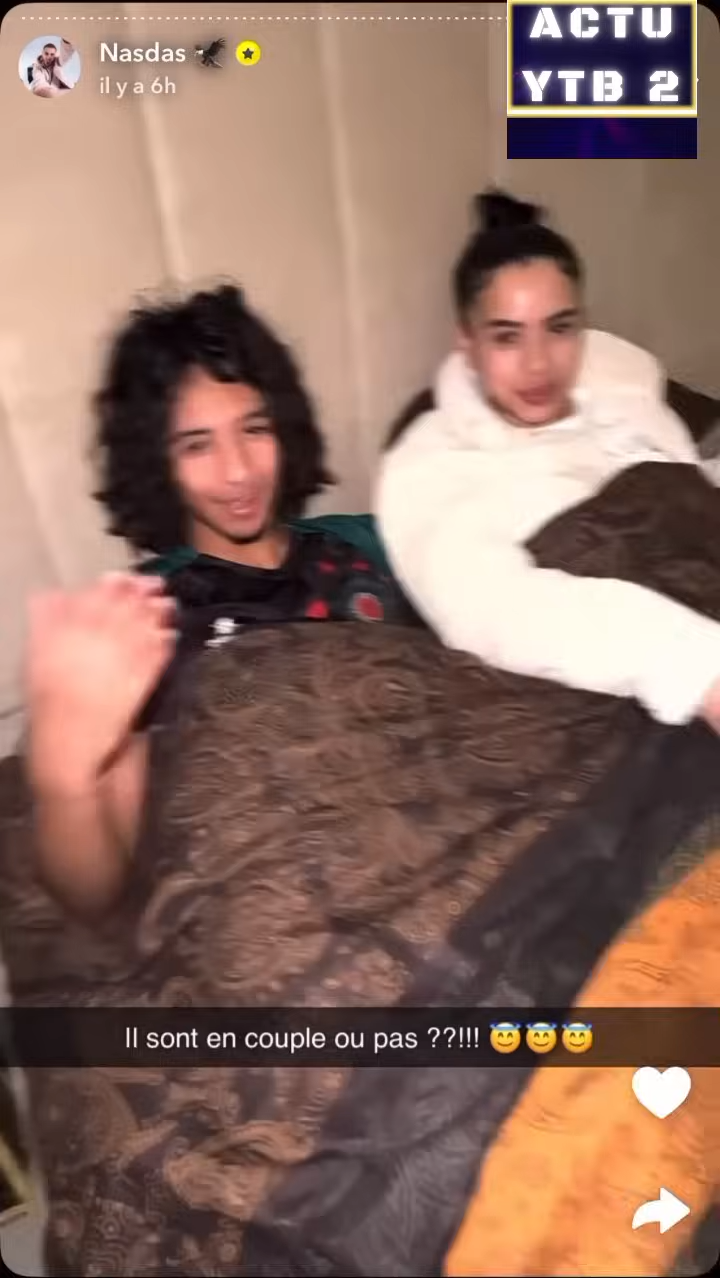 Nasdas
il y a 6h
ACTU
YTB 2
Il sont en couple ou pas ??!!! 😇😇😇